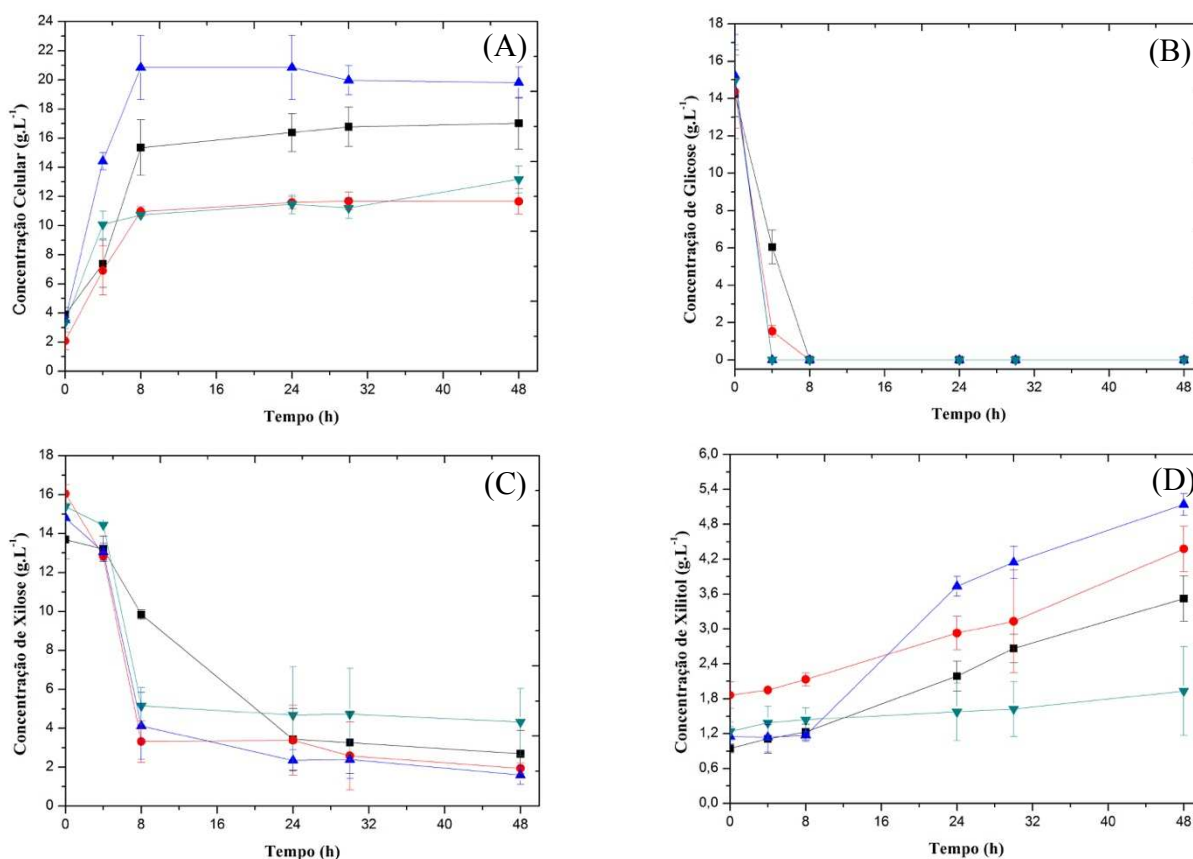 (A)
Concentração Celular (g.L⁻¹)
24
22
20
18
16
14
12
10
8
6
4
2
0
0 8 16 24 32 40 48
Tempo (h)
(B)
Concentração de Glicose (g.L⁻¹)
18
16
14
12
10
8
6
4
2
0
0 8 16 24 32 40 48
Tempo (h)
(C)
Concentração de Xilose (g.L⁻¹)
18
16
14
12
10
8
6
4
2
0
0 8 16 24 32 40 48
Tempo (h)
(D)
Concentração de Xilitol (g.L⁻¹)
6,0
5,4
4,8
4,2
3,6
3,0
2,4
1,8
1,2
0,6
0,0
0 8 16 24 32 40 48
Tempo (h)